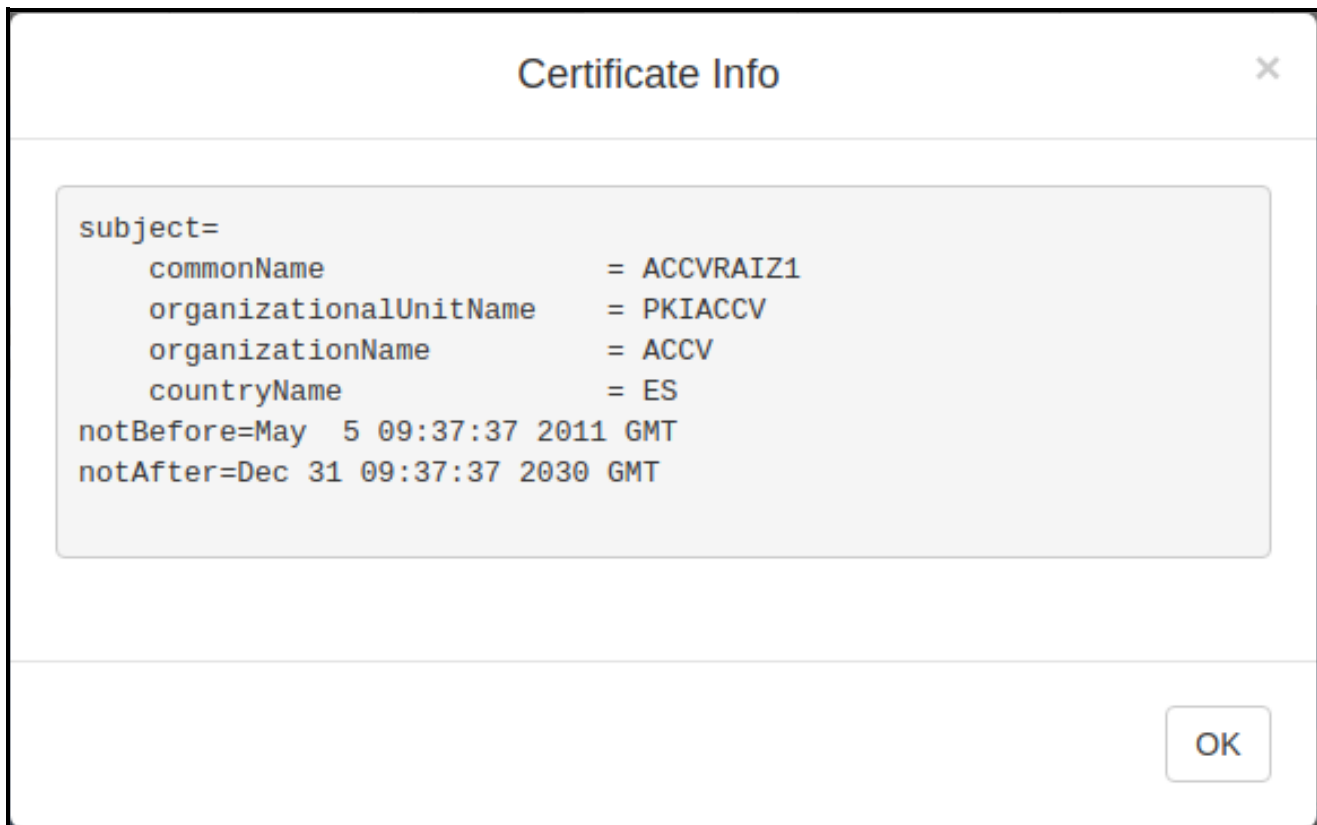 Certificate Info ×
subject=
    commonName                = ACCVRAIZ1
    organizationalUnitName    = PKIACCV
    organizationName          = ACCV
    countryName               = ES
notBefore=May  5 09:37:37 2011 GMT
notAfter=Dec 31 09:37:37 2030 GMT
OK